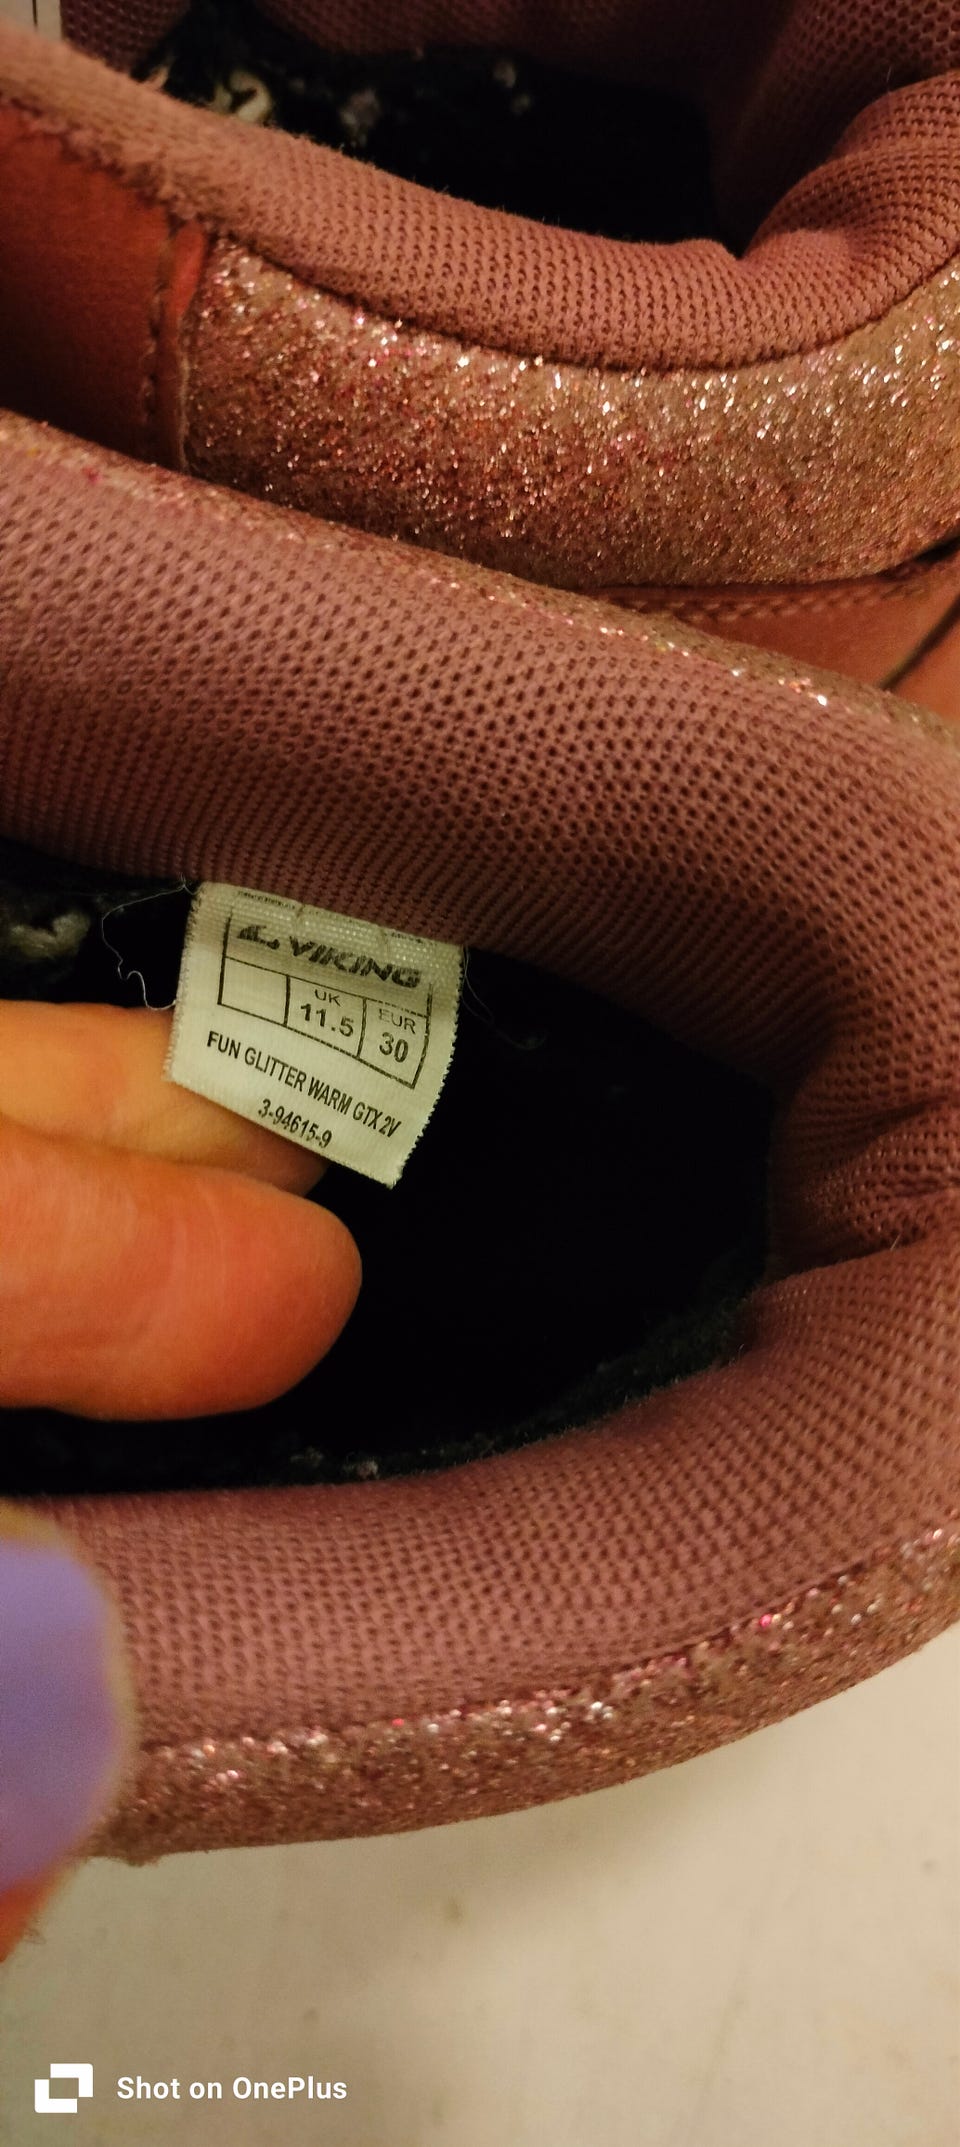 VIKING
UK EUR
11.5 30
FUN GLITTER WARM GTX 2V
3-94615-9
Shot on OnePlus